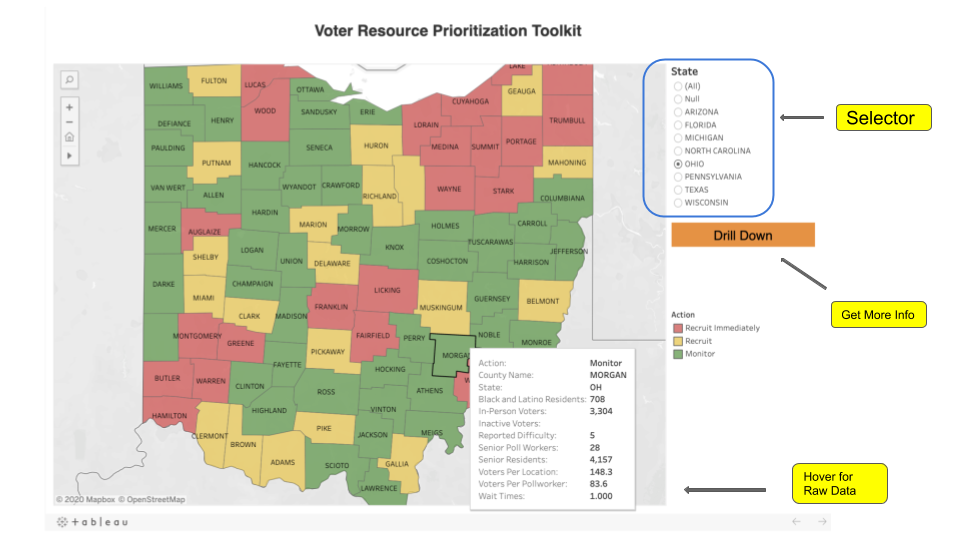 Voter Resource Prioritization Toolkit
State
(All)
Null
ARIZONA
FLORIDA
MICHIGAN
NORTH CAROLINA
OHIO
PENNSYLVANIA
TEXAS
WISCONSIN
Selector
Drill Down
Get More Info
Action
Recruit Immediately
Recruit
Monitor
LAKE
WILLIAMS
FULTON
LUCAS
OTTAWA
GEAUGA
CUYAHOGA
WOOD
SANDUSKY
ERIE
LORAIN
TRUMBULL
DEFIANCE
HENRY
PAULDING
SENECA
HURON
MEDINA
SUMMIT
PORTAGE
PUTNAM
HANCOCK
MAHONING
VAN WERT
ALLEN
WYANDOT
CRAWFORD
RICHLAND
WAYNE
STARK
COLUMBIANA
HARDIN
MERCER
AUGLAIZE
MARION
MORROW
HOLMES
CARROLL
TUSCARAWAS
KNOX
JEFFERSON
SHELBY
LOGAN
UNION
DELAWARE
COSHOCTON
HARRISON
DARKE
CHAMPAIGN
MIAMI
LICKING
GUERNSEY
BELMONT
CLARK
MADISON
FRANKLIN
MUSKINGUM
MONTGOMERY
GREENE
FAIRFIELD
PERRY
NOBLE
MONROE
PICKAWAY
MORGA
FAYETTE
HOCKING
BUTLER
WARREN
CLINTON
ROSS
ATHENS
W
HAMILTON
HIGHLAND
VINTON
CLERMONT
BROWN
PIKE
JACKSON
MEIGS
ADAMS
SCIOTO
GALLIA
LAWRENCE
Action: Monitor
County Name: MORGAN
State: OH
Black and Latino Residents: 708
In-Person Voters: 3,304
Inactive Voters:
Reported Difficulty: 5
Senior Poll Workers: 28
Senior Residents: 4,157
Voters Per Location: 148.3
Voters Per Pollworker: 83.6
Wait Times: 1.000
Hover for
Raw Data
© 2020 Mapbox © OpenStreetMap
+ableau